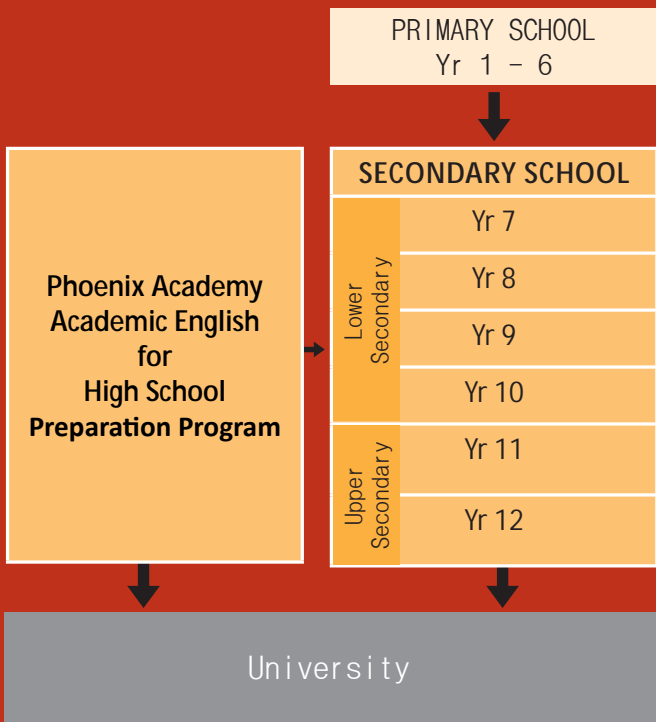 PRIMARY SCHOOL
Yr 1 - 6
Phoenix Academy
Academic English
for
High School
Preparation Program
SECONDARY SCHOOL
Lower
Secondary
Yr 7
Yr 8
Yr 9
Yr 10
Upper
Secondary
Yr 11
Yr 12
University